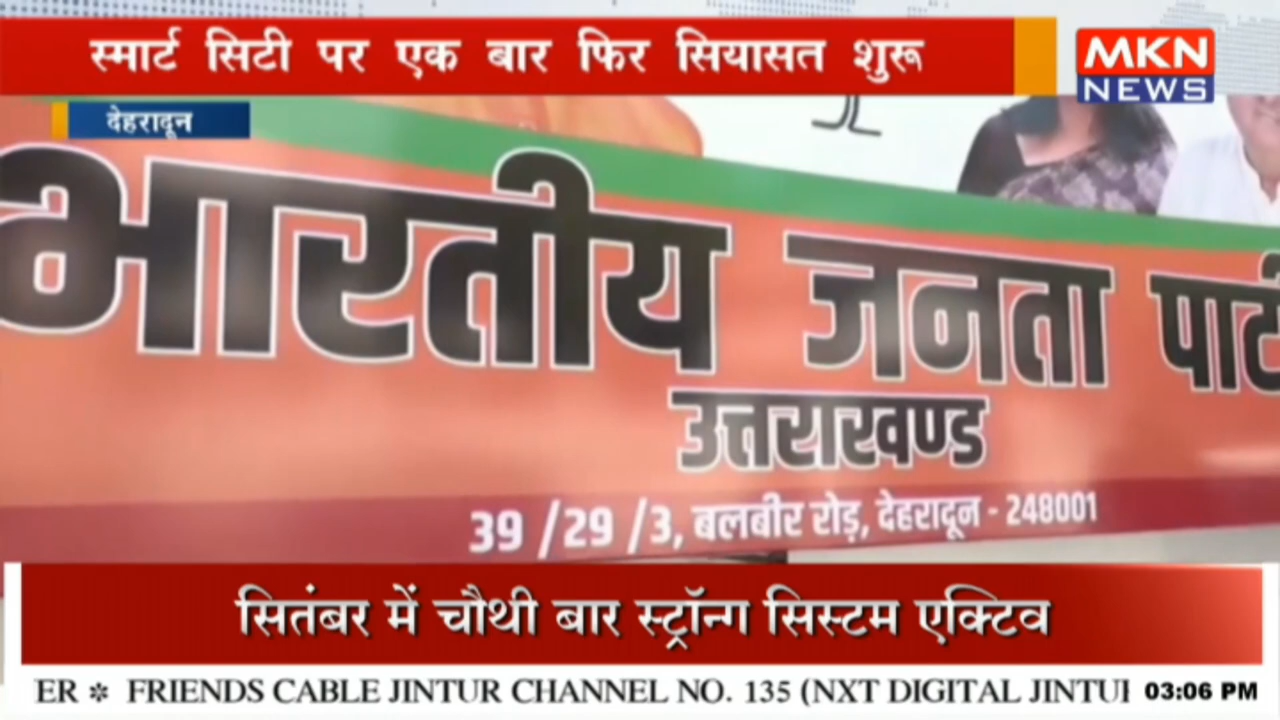 स्मार्ट सिटी पर एक बार फिर सियासत शुरू
MKN
NEWS
देहरादून
भारतीय जनता
उत्तराखण्ड
39 /29 /3, बलबीर रोड़, देहरादून - 248001
सितंबर में चौथी बार स्ट्रॉन्ग सिस्टम एक्टिव
ER * FRIENDS CABLE JINTUR CHANNEL NO. 135 (NXT DIGITAL 03:06 PM